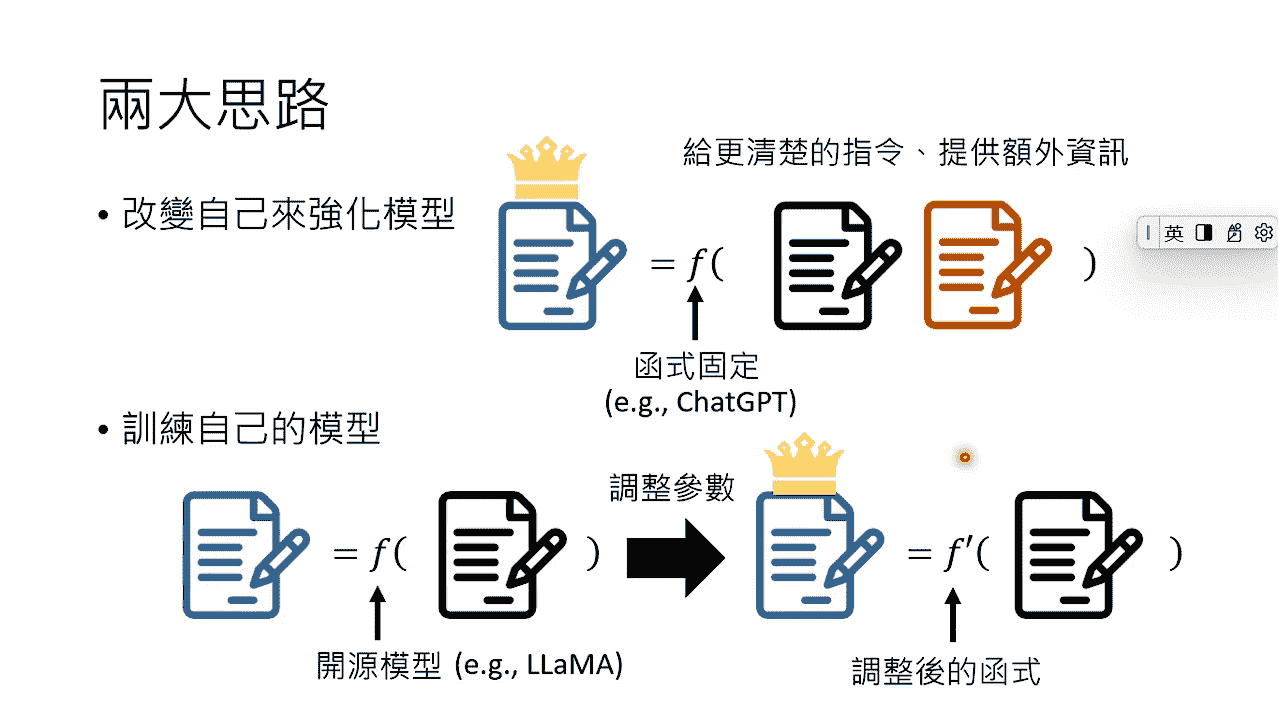 兩大思路
給更清楚的指令、提供額外資訊
• 改變自己來強化模型
= f( )
英
函式固定
(e.g., ChatGPT)
• 訓練自己的模型
調整參數
= f( )
= f′( )
開源模型 (e.g., LLaMA)
調整後的函式